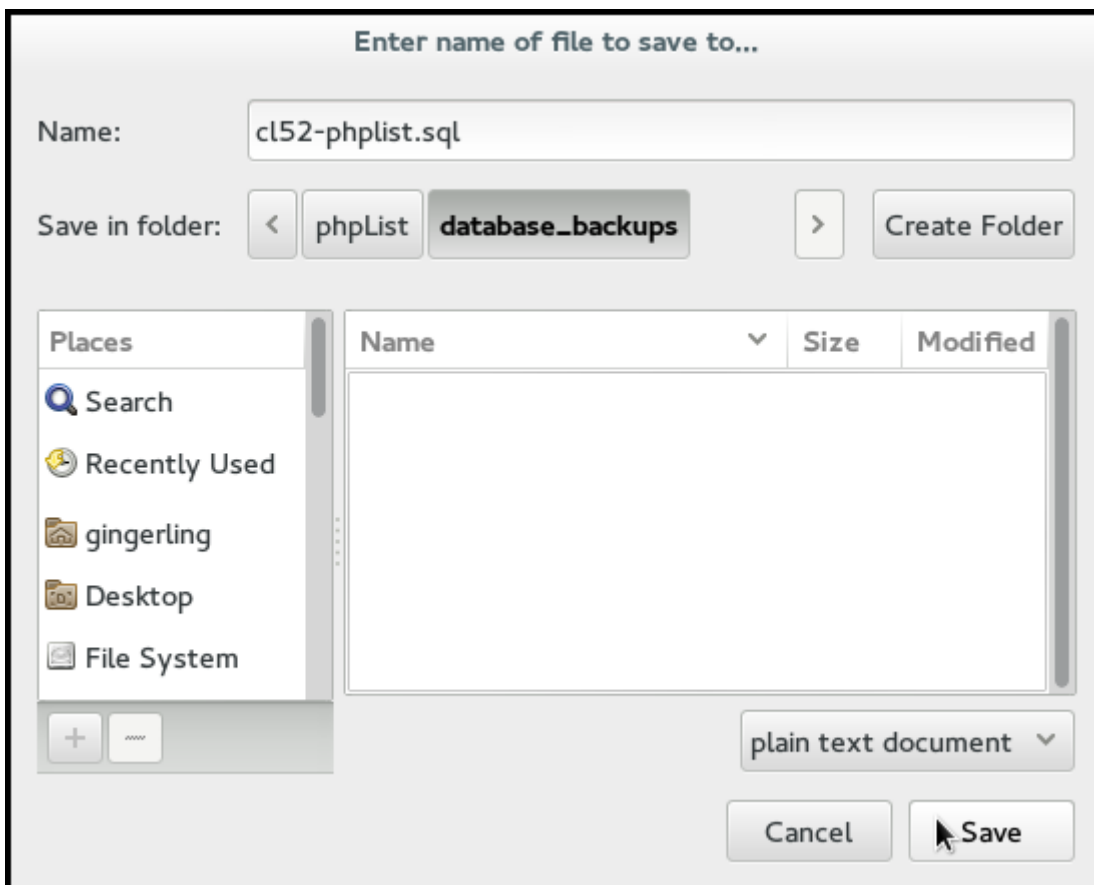 Enter name of file to save to...
Name: cl52-phplist.sql
Save in folder: < phpList database_backups > Create Folder
Places Name Size Modified
Search
Recently Used
gingerling
Desktop
File System
plain text document
Cancel Save